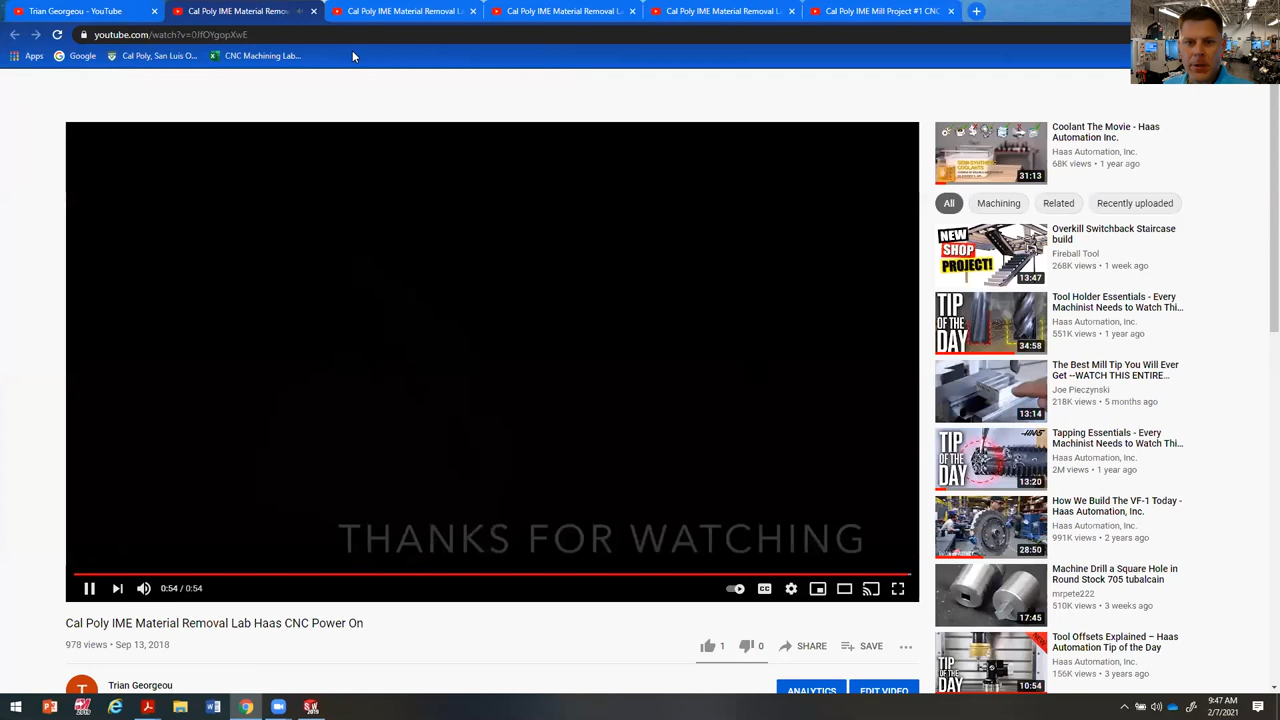 Trian Georgeou - YouTube
Cal Poly IME Material Remov
Cal Poly IME Material Removal L
Cal Poly IME Material Removal L
Cal Poly IME Material Removal L
Cal Poly IME Mill Project #1 CNC
youtube.com/watch?v=0JfOYgopXwE
Apps
Google
Cal Poly, San Luis O...
CNC Machining Lab...
THANKS FOR WATCHING
0:54 / 0:54
CC
Cal Poly IME Material Removal Lab Haas CNC Power On
978 views • Sep 13, 2018
1
0
SHARE
SAVE
T
Trian Georgeou
ANALYTICS
EDIT VIDEO
31:13
Coolant The Movie - Haas
Automation Inc.
Haas Automation, Inc.
68K views • 1 year ago
All
Machining
Related
Recently uploaded
NEW
SHOP
PROJECT!
13:47
Overkill Switchback Staircase
build
Fireball Tool
268K views • 1 week ago
TIP
OF THE
DAY
34:58
Tool Holder Essentials - Every
Machinist Needs to Watch Thi...
Haas Automation, Inc.
551K views • 1 year ago
13:14
The Best Mill Tip You Will Ever
Get --WATCH THIS ENTIRE...
Joe Pieczynski
218K views • 5 months ago
TIP
OF THE
DAY
13:20
Tapping Essentials - Every
Machinist Needs to Watch Thi...
Haas Automation, Inc.
2M views • 1 year ago
28:50
How We Build The VF-1 Today -
Haas Automation, Inc.
Haas Automation, Inc.
991K views • 2 years ago
17:45
Machine Drill a Square Hole in
Round Stock 705 tubalcain
mrpete222
510K views • 3 weeks ago
TIP
OF THE
DAY
10:54
Tool Offsets Explained – Haas
Automation Tip of the Day
Haas Automation, Inc.
156K views • 3 years ago
9:47 AM
2/7/2021